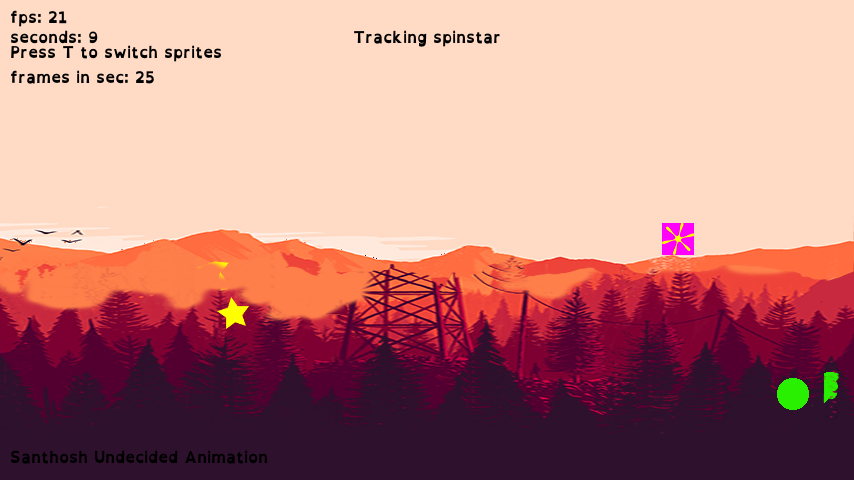 fps: 21
seconds: 9
Press T to switch sprites
frames in sec: 25
Tracking spinstar
Santhosh Undecided Animation